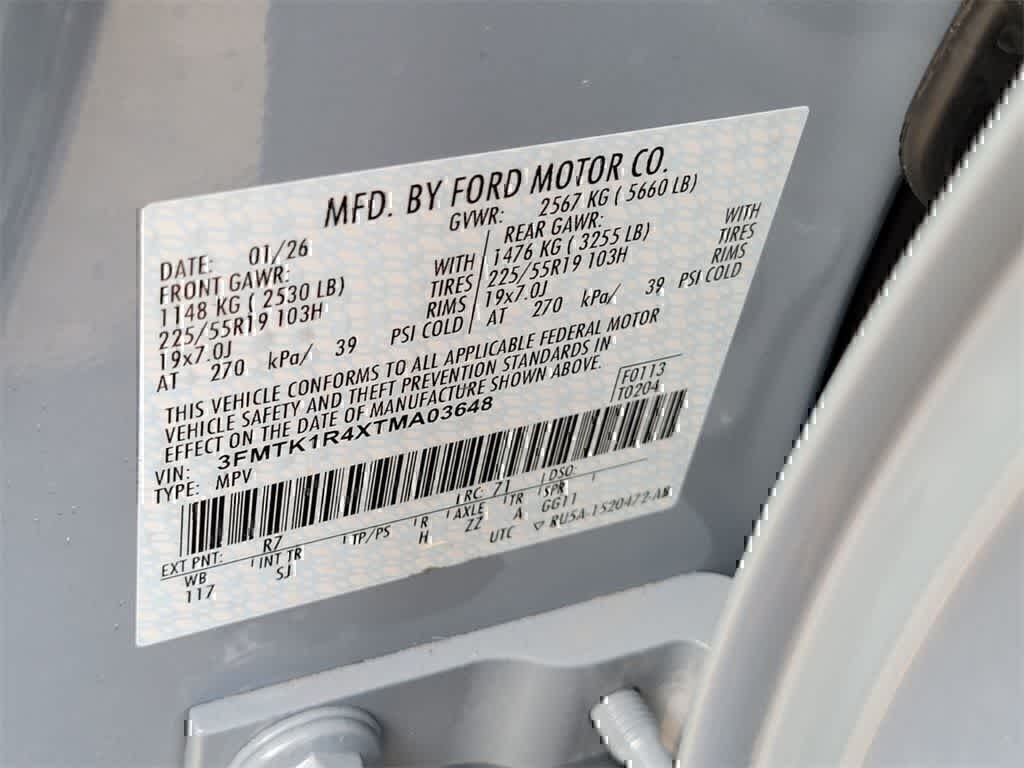 MFD. BY FORD MOTOR CO.
DATE: 01/26 GVWR: 2567 KG ( 5660 LB)
FRONT GAWR: WITH REAR GAWR: WITH
1148 KG ( 2530 LB) TIRES 1476 KG ( 3255 LB) TIRES
225/55R19 103H RIMS 225/55R19 103H RIMS
19x7.0J PSI COLD 19x7.0J PSI COLD
AT 270 kPa/ 39 AT 270 kPa/ 39
THIS VEHICLE CONFORMS TO ALL APPLICABLE FEDERAL MOTOR
VEHICLE SAFETY AND THEFT PREVENTION STANDARDS IN
EFFECT ON THE DATE OF MANUFACTURE SHOWN ABOVE.
F0113
T0204
VIN: 3FMTK1R4XTMA03648
TYPE: MPV
EXT PNT: R7 RC: 71 DSO:
WB INT TR TP/PS R AXLE TR SPR
117 SJ H ZZ A GG11
UTC ▽ RU5A-1520472-AB